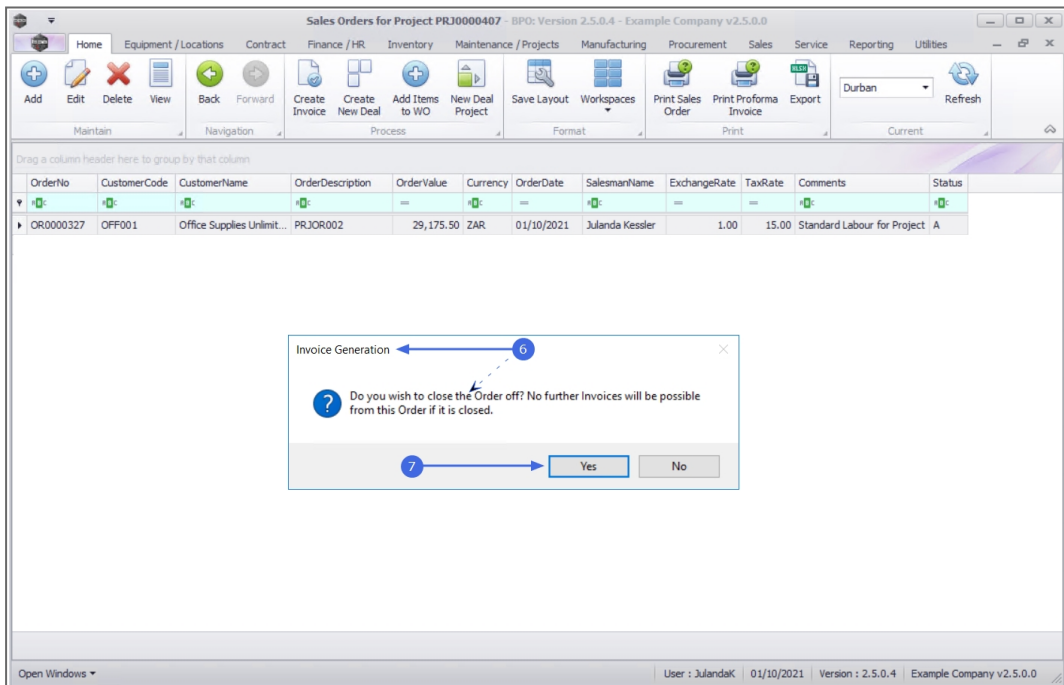 Sales Orders for Project PRJ0000407 - BPO: Version 2.5.0.4 - Example Company v2.5.0.0
Home Equipment / Locations Contract Finance / HR Inventory Maintenance / Projects Manufacturing Procurement Sales Service Reporting Utilities
Add Edit Delete View Back Forward Create Invoice Create New Deal Add Items to WO New Deal Project Save Layout Workspaces Print Sales Order Print Proforma Invoice Export Durban Refresh
Maintain Navigation Process Format Print Current
Drag a column header here to group by that column
OrderNo CustomerCode CustomerName OrderDescription OrderValue Currency OrderDate SalesmanName ExchangeRate TaxRate Comments Status
OR0000327 OFF001 Office Supplies Unlimit... PRJOR002 29,175.50 ZAR 01/10/2021 Julanda Kessler 1.00 15.00 Standard Labour for Project A
Invoice Generation 6
Do you wish to close the Order off? No further Invoices will be possible
from this Order if it is closed.
7 Yes No
Open Windows User : JulandaK 01/10/2021 Version : 2.5.0.4 Example Company v2.5.0.0